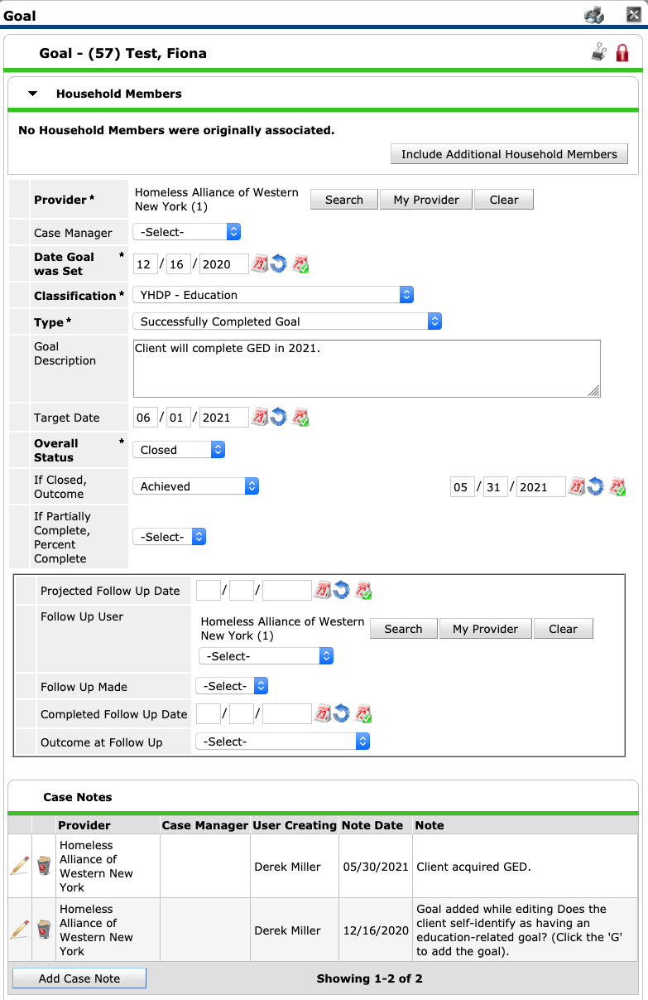 Goal
Goal - (57) Test, Fiona
Household Members
No Household Members were originally associated.
Include Additional Household Members
Provider * Homeless Alliance of Western
New York (1) Search My Provider Clear
Case Manager -Select-
Date Goal *
was Set 12 / 16 / 2020
Classification * YHDP - Education
Type * Successfully Completed Goal
Goal
Description
Client will complete GED in 2021.
Target Date 06 / 01 / 2021
Overall *
Status Closed
If Closed,
Outcome Achieved 05 / 31 / 2021
If Partially
Complete,
Percent
Complete -Select-
Projected Follow Up Date / /
Follow Up User Homeless Alliance of Western
New York (1) Search My Provider Clear
-Select-
Follow Up Made -Select-
Completed Follow Up Date / /
Outcome at Follow Up -Select-
Case Notes
Provider Case Manager User Creating Note Date Note
Homeless
Alliance of
Western New
York
Derek Miller 05/30/2021 Client acquired GED.
Homeless
Alliance of
Western New
York
Derek Miller 12/16/2020
Goal added while editing Does the
client self-identify as having an
education-related goal? (Click the 'G'
to add the goal).
Add Case Note Showing 1-2 of 2